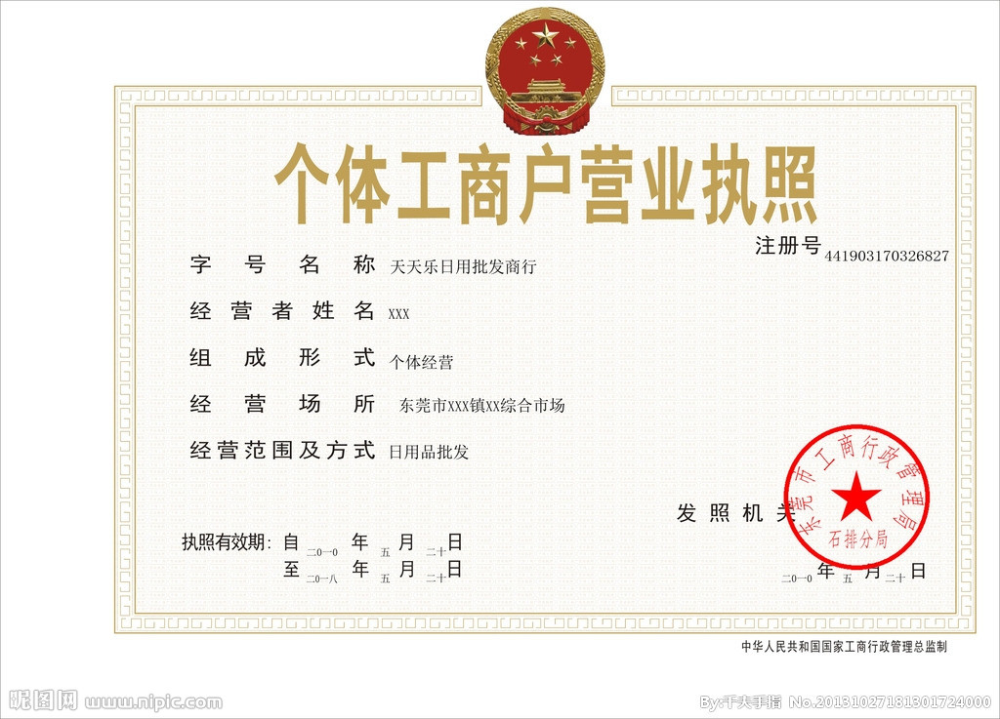 个体工商户营业执照
注册号 441903170326827
字号名称 天天乐日用批发商行
经营者姓名 XXX
组成形式 个体经营
经营场所 东莞市XXX镇XX综合市场
经营范围及方式 日用品批发
东莞市工商行政管理局
石排分局
发照机关
执照有效期：自二〇一〇年五月二十日
至二〇一八年五月二十日
二〇一〇年五月二十日
中华人民共和国国家工商行政管理总监制
昵图网 www.nipic.com
By:千夫手指 No.20131027181301724000